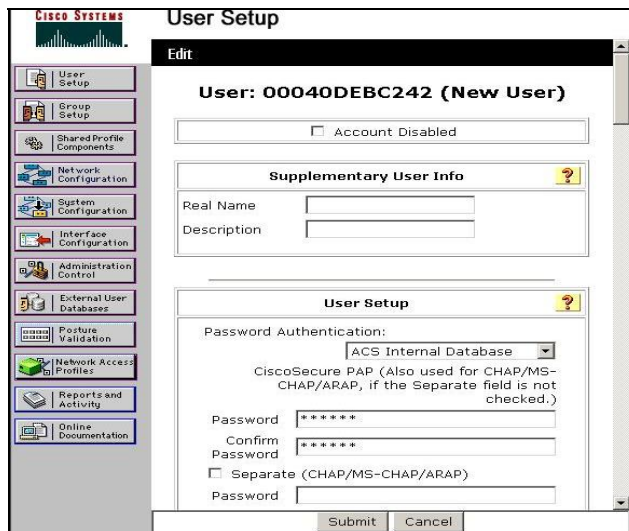 CISCO SYSTEMS
User Setup
Edit
User Setup
Group Setup
Shared Profile Components
Network Configuration
System Configuration
Interface Configuration
Administration Control
External User Databases
Posture Validation
Network Access Profiles
Reports and Activity
Online Documentation
User: 00040DEBC242 (New User)
Account Disabled
Supplementary User Info
?
Real Name
Description
User Setup
?
Password Authentication:
ACS Internal Database
CiscoSecure PAP (Also used for CHAP/MS-
CHAP/ARAP, if the Separate field is not
checked.)
Password ******
Confirm
Password ******
Separate (CHAP/MS-CHAP/ARAP)
Password
Submit Cancel